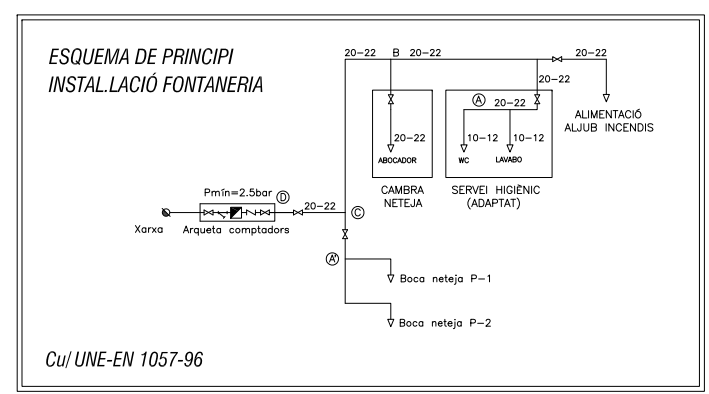 ESQUEMA DE PRINCIPI
INSTAL.LACIÓ FONTANERIA
20-22 B 20-22 20-22
20-22
A
20-22
20-22
10-12 10-12
ABOCADOR WC LAVABO
ALIMENTACIÓ
ALJUB INCENDIS
CAMBRA
NETEJA
SERVEI HIGIÈNIC
(ADAPTAT)
Pmín=2.5bar D
20-22
C
Xarxa Arqueta comptadors
A'
Boca neteja P-1
Boca neteja P-2
Cu/ UNE-EN 1057-96